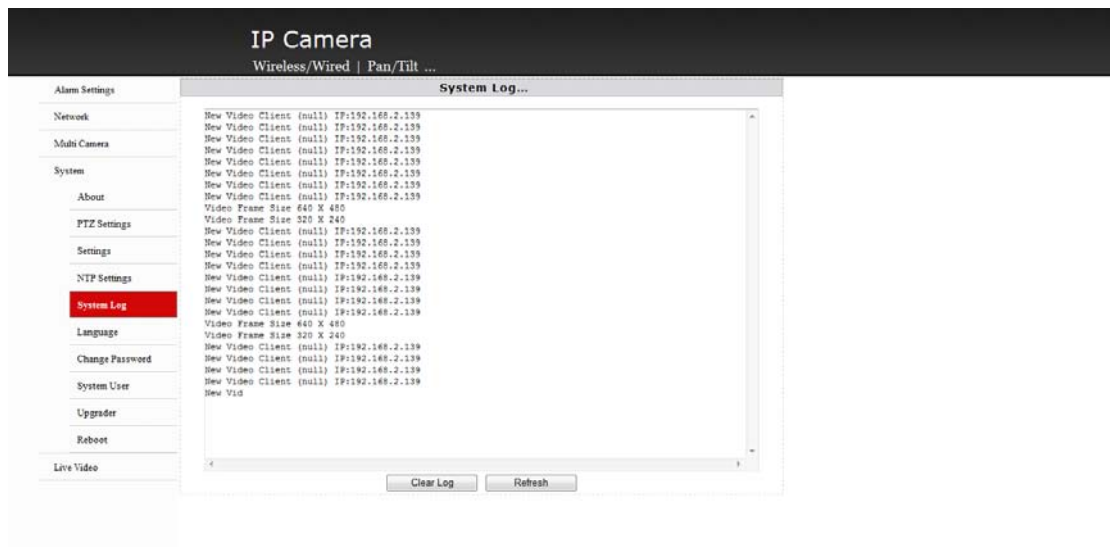 IP Camera
Wireless/Wired | Pan/Tilt ...
Alarm Settings
Network
Multi Camera
System
About
PTZ Settings
Settings
NTP Settings
System Log
Language
Change Password
System User
Upgrader
Reboot
Live Video
System Log...
New Video Client (null) IP:192.168.2.139
New Video Client (null) IP:192.168.2.139
New Video Client (null) IP:192.168.2.139
New Video Client (null) IP:192.168.2.139
New Video Client (null) IP:192.168.2.139
New Video Client (null) IP:192.168.2.139
New Video Client (null) IP:192.168.2.139
New Video Client (null) IP:192.168.2.139
Video Frame Size 640 X 480
Video Frame Size 320 X 240
New Video Client (null) IP:192.168.2.139
New Video Client (null) IP:192.168.2.139
New Video Client (null) IP:192.168.2.139
New Video Client (null) IP:192.168.2.139
New Video Client (null) IP:192.168.2.139
New Video Client (null) IP:192.168.2.139
New Video Client (null) IP:192.168.2.139
New Video Client (null) IP:192.168.2.139
Video Frame Size 640 X 480
Video Frame Size 320 X 240
New Video Client (null) IP:192.168.2.139
New Video Client (null) IP:192.168.2.139
New Video Client (null) IP:192.168.2.139
New Video Client (null) IP:192.168.2.139
New Vid
Clear Log
Refresh